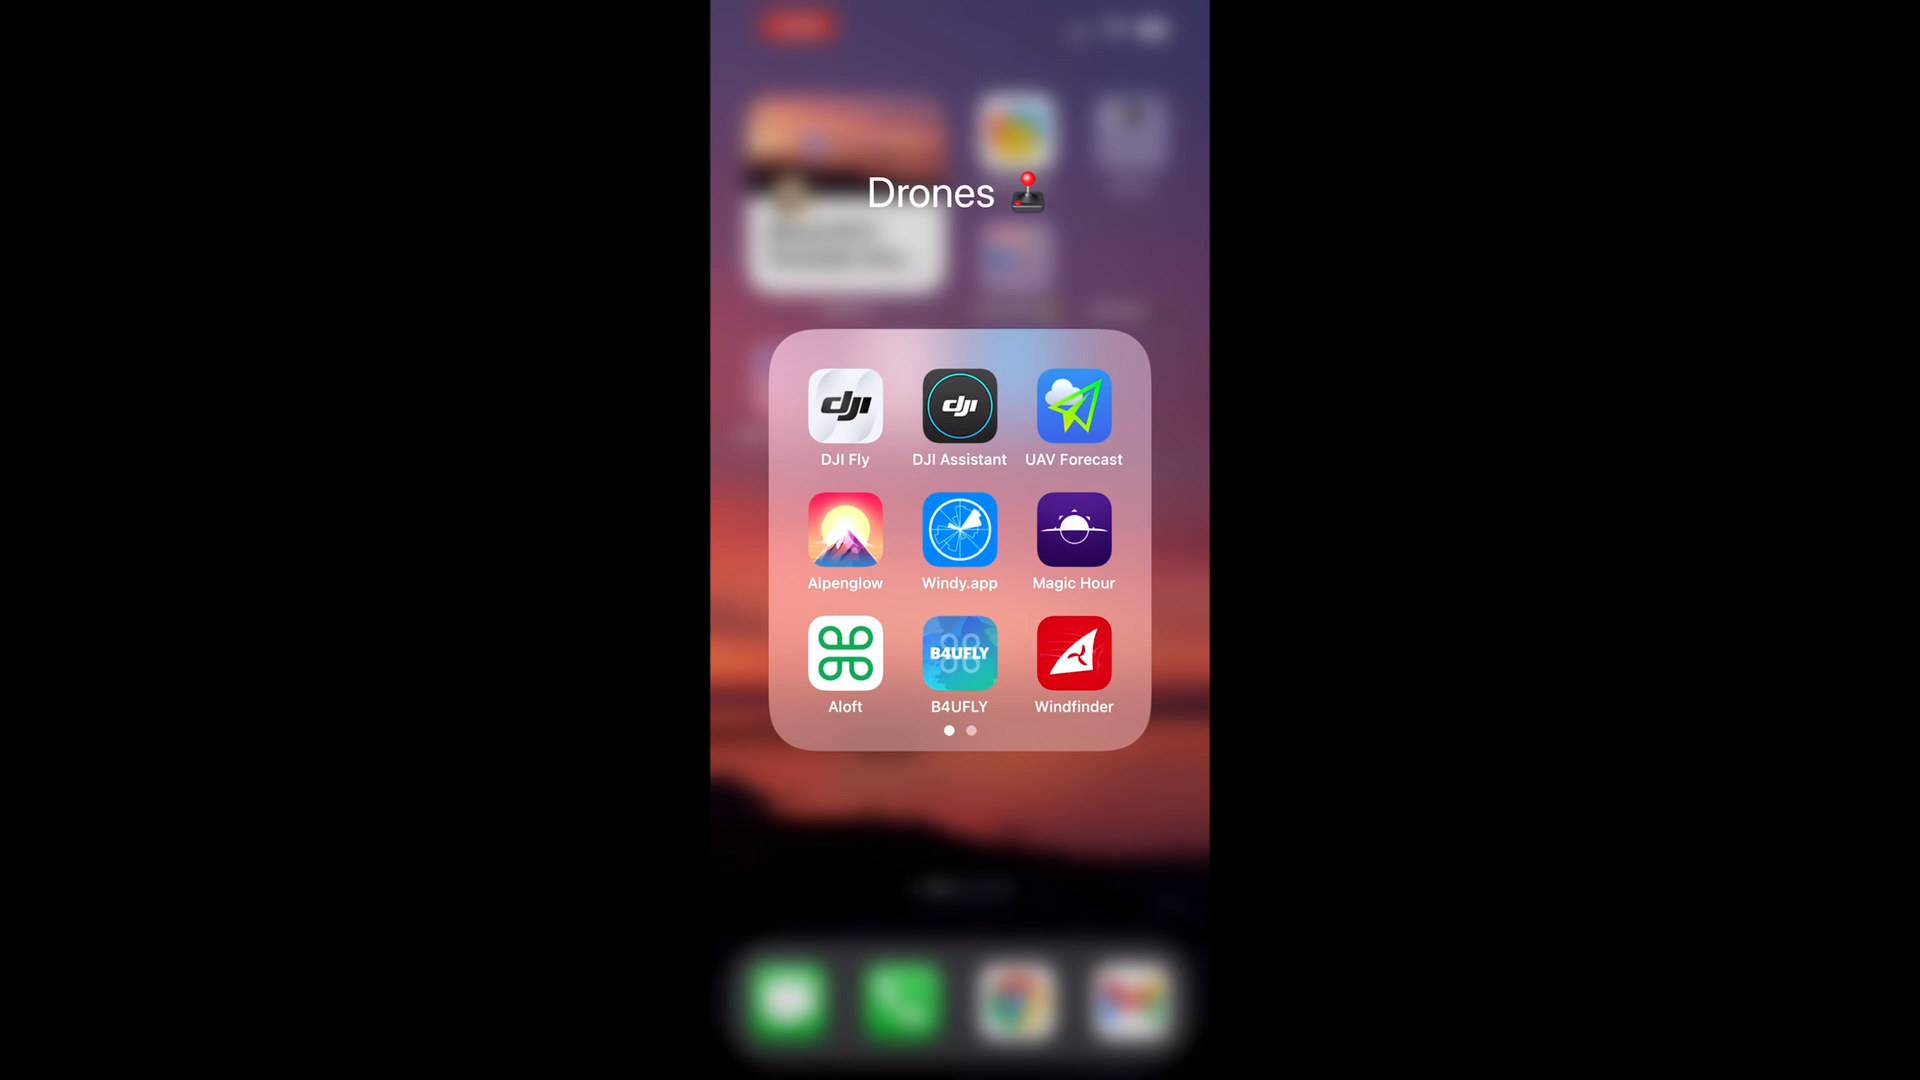 Drones 🕹️
dji
dji
DJI Fly
DJI Assistant
UAV Forecast
Alpenglow
Windy.app
Magic Hour
B4UFLY
Aloft
B4UFLY
Windfinder